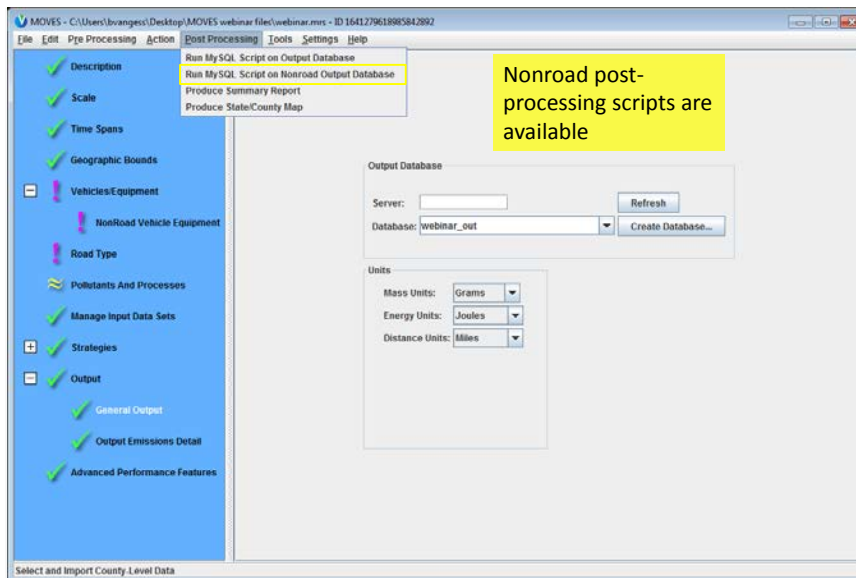 MOVES - C:\Users\bvangess\Desktop\MOVES webinar files\webinar.mrs - ID 1641279618985842892
File Edit Pre Processing Action Post Processing Tools Settings Help
Run MySQL Script on Output Database
Run MySQL Script on Nonroad Output Database
Produce Summary Report
Produce State/County Map
Nonroad post-
processing scripts are
available
Description
Scale
Time Spans
Geographic Bounds
Vehicles/Equipment
NonRoad Vehicle Equipment
Road Type
Pollutants And Processes
Manage Input Data Sets
Strategies
Output
General Output
Output Emissions Detail
Advanced Performance Features
Output Database
Server:
Refresh
Database: webinar_out
Create Database...
Units
Mass Units: Grams
Energy Units: Joules
Distance Units: Miles
Select and Import County-Level Data